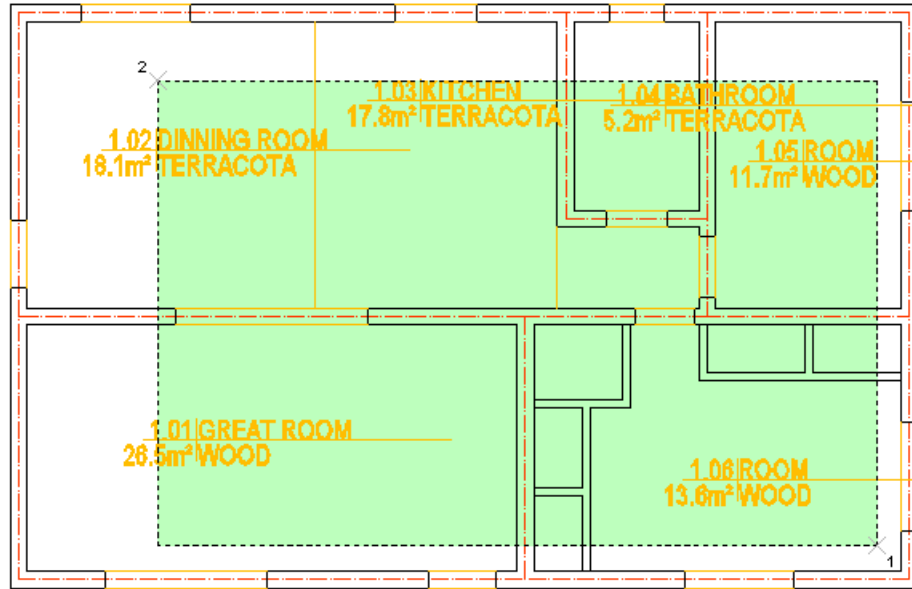 2
1.03 KITCHEN
17.8m² TERRACOTA
1.04 BATHROOM
5.2m² TERRACOTA
1.02 DINNING ROOM
18.1m² TERRACOTA
1.05 ROOM
11.7m² WOOD
1.01 GREAT ROOM
26.5m² WOOD
1.06 ROOM
13.6m² WOOD
1